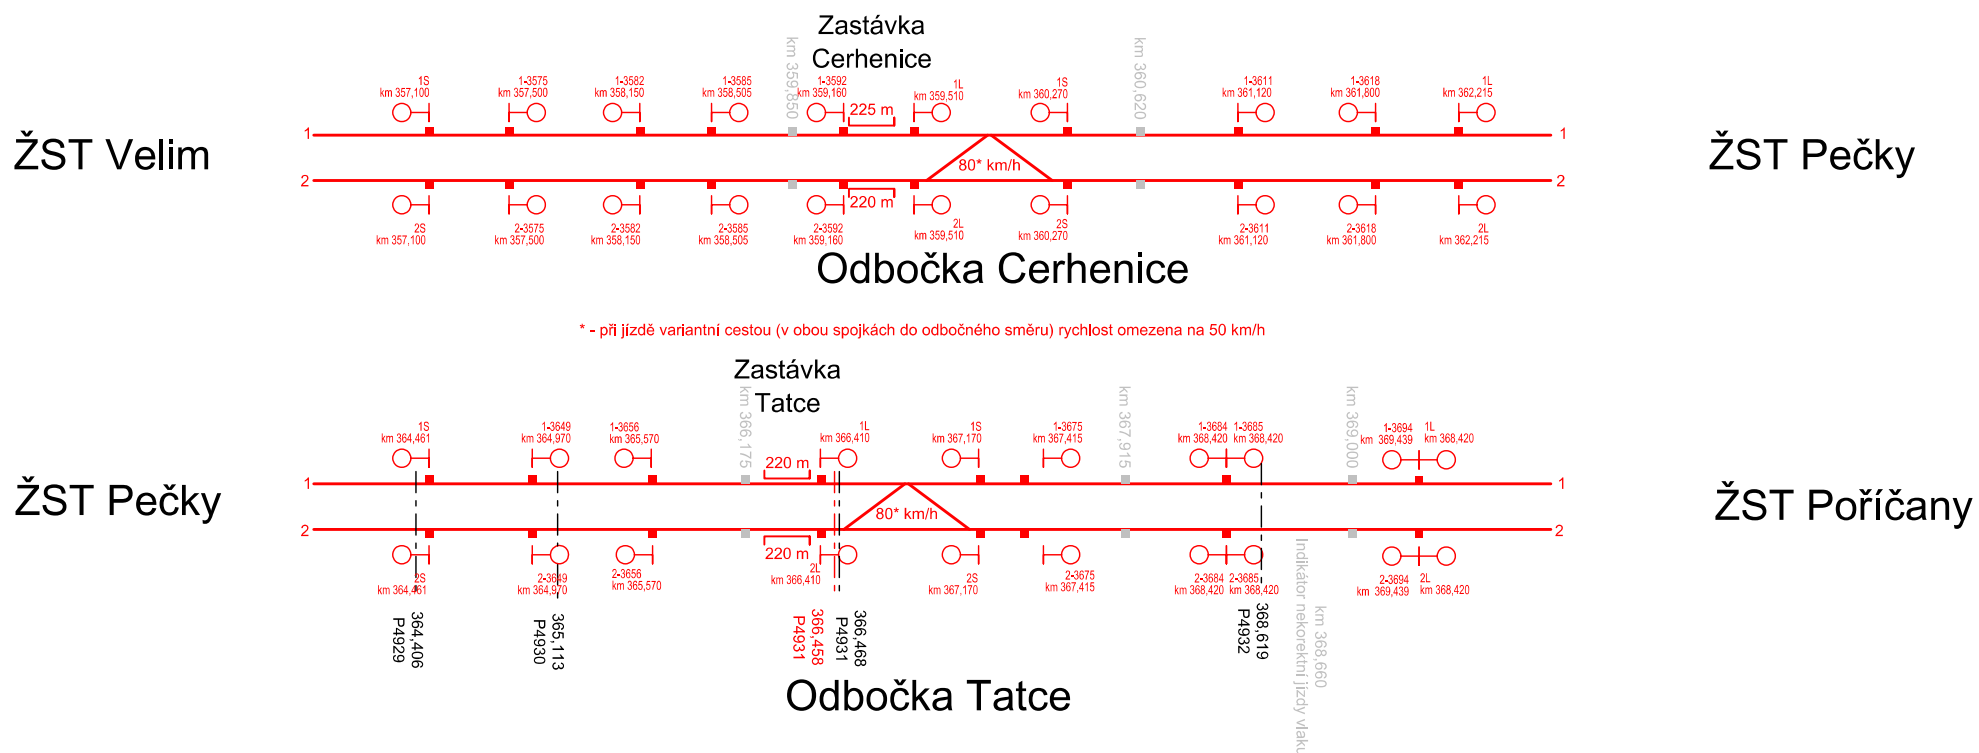 Zastávka
Cerhenice
km 359,850
km 360,620
1S
km 357,100
1-3575
km 357,500
1-3582
km 358,150
1-3585
km 358,505
1-3592
km 359,160
225 m
1L
km 359,510
1S
km 360,270
1-3611
km 361,120
1-3618
km 361,800
1L
km 362,215
ŽST Velim
1
1
80* km/h
2
2
ŽST Pečky
220 m
2S
km 357,100
2-3575
km 357,500
2-3582
km 358,150
2-3585
km 358,505
2-3592
km 359,160
2L
km 359,510
2S
km 360,270
2-3611
km 361,120
2-3618
km 361,800
2L
km 362,215
Odbočka Cerhenice
* - při jízdě variantní cestou (v obou spojkách do odbočného směru) rychlost omezena na 50 km/h
Zastávka
Tatce
km 366,175
km 367,915
km 369,000
1S
km 364,461
1-3649
km 364,970
1-3656
km 365,570
220 m
1L
km 366,410
1S
km 367,170
1-3675
km 367,415
1-3684
km 368,420
1-3685
km 368,420
1-3694
km 369,439
1L
km 368,420
ŽST Pečky
1
1
80* km/h
2
2
ŽST Poříčany
220 m
2S
km 364,461
2-3649
km 364,970
2-3656
km 365,570
2L
km 366,410
2S
km 367,170
2-3675
km 367,415
2-3684
km 368,420
2-3685
km 368,420
2-3694
km 369,439
2L
km 368,420
364,406
P4929
365,113
P4930
366,458
P4931
366,468
P4931
368,619
P4932
km 368,660
Indikátor nekorektní jízdy vlaku
Odbočka Tatce